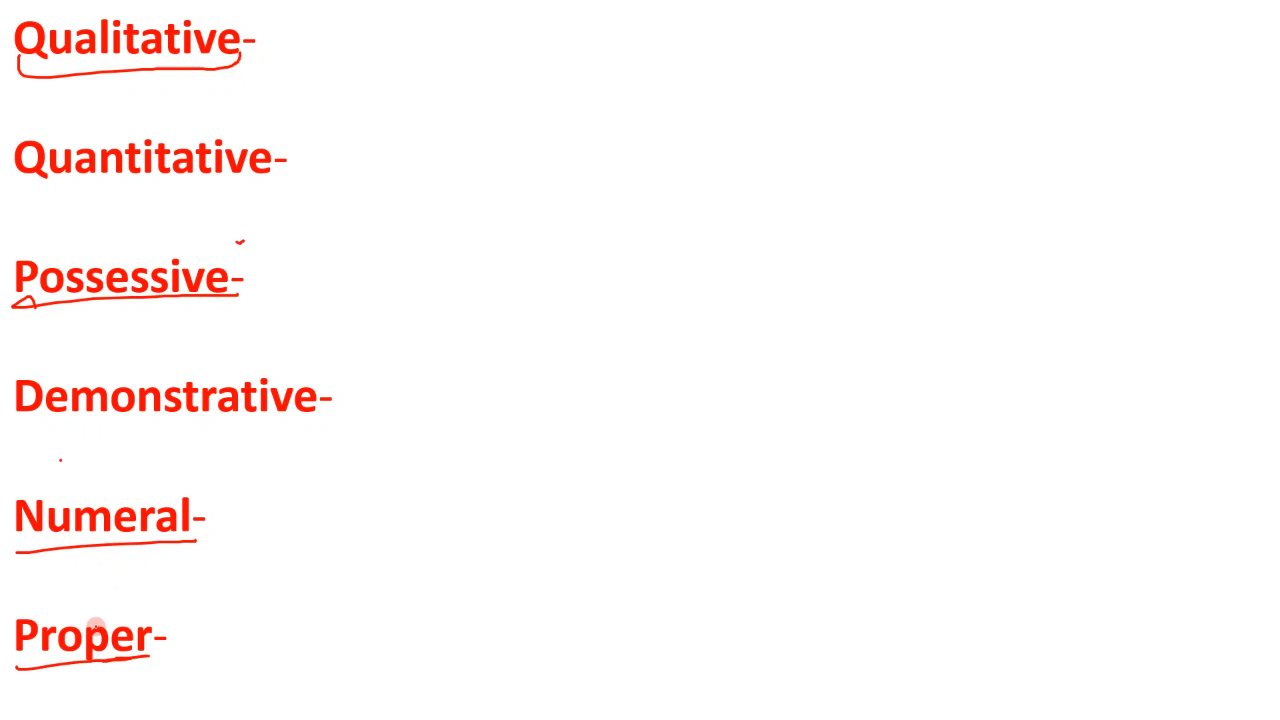 Qualitative-
Quantitative-
Possessive-
Demonstrative-
Numeral-
Proper-